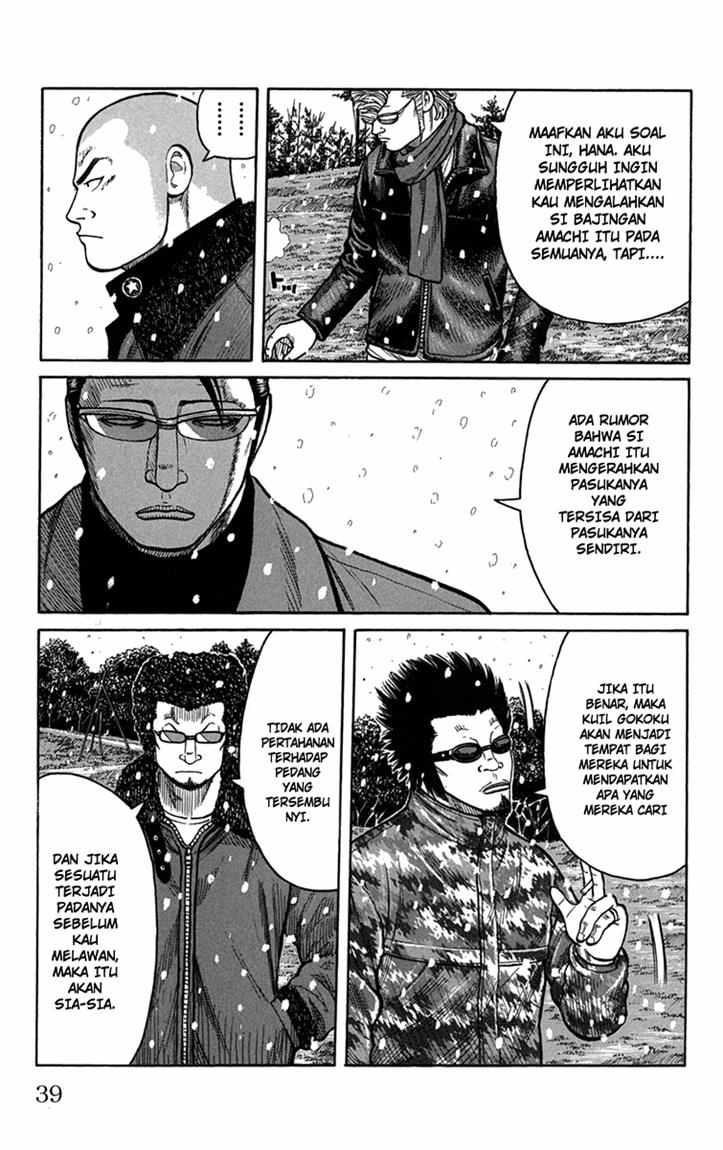 MAAFKAN AKU SOAL
INI, HANA. AKU
SUNGGUH INGIN
MEMPERLIHATKAN
KAU MENGALAHKAN
SI BAJINGAN
AMACHI ITU PADA
SEMUANYA, TAPI....
ト...
......
ADA RUMOR
BAHWA SI
AMACHI ITU
MENGERAHKAN
PASUKANYA
YANG
TERSISA DARI
PASUKANYA
SENDIRI.
JIKA ITU
BENAR, MAKA
KUIL GOKOKU
AKAN MENJADI
TEMPAT BAGI
MEREKA UNTUK
MENDAPATKAN
APA YANG
MEREKA CARI
TIDAK ADA
PERTAHANAN
TERHADAP
PEDANG
YANG
TERSEMBU
NYI.
DAN JIKA
SESUATU
TERJADI
PADANYA
SEBELUM
KAU
MELAWAN,
MAKA ITU
AKAN
SIA-SIA.
39